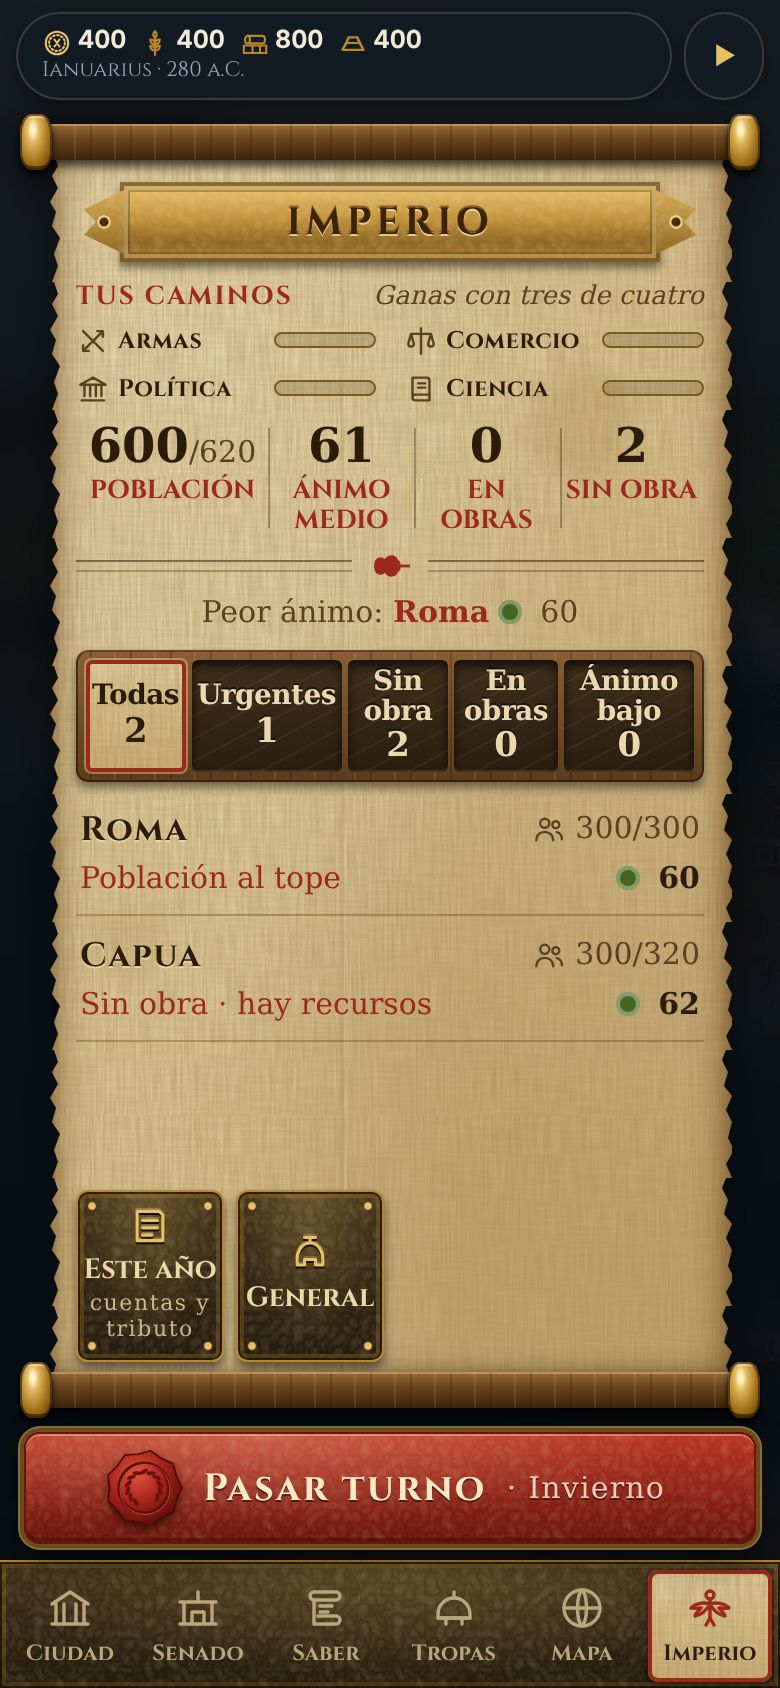 400 400 800 400
Ianuarius · 280 a.C.
IMPERIO
TUS CAMINOS Ganas con tres de cuatro
Armas Comercio
Política Ciencia
600/620 61 0 2
POBLACIÓN ÁNIMO MEDIO EN OBRAS SIN OBRA
Peor ánimo: Roma 60
Todas 2
Urgentes 1
Sin obra 2
En obras 0
Ánimo bajo 0
Roma 300/300
Población al tope 60
Capua 300/320
Sin obra · hay recursos 62
Este año
cuentas y
tributo
General
Pasar turno · Invierno
Ciudad Senado Saber Tropas Mapa Imperio